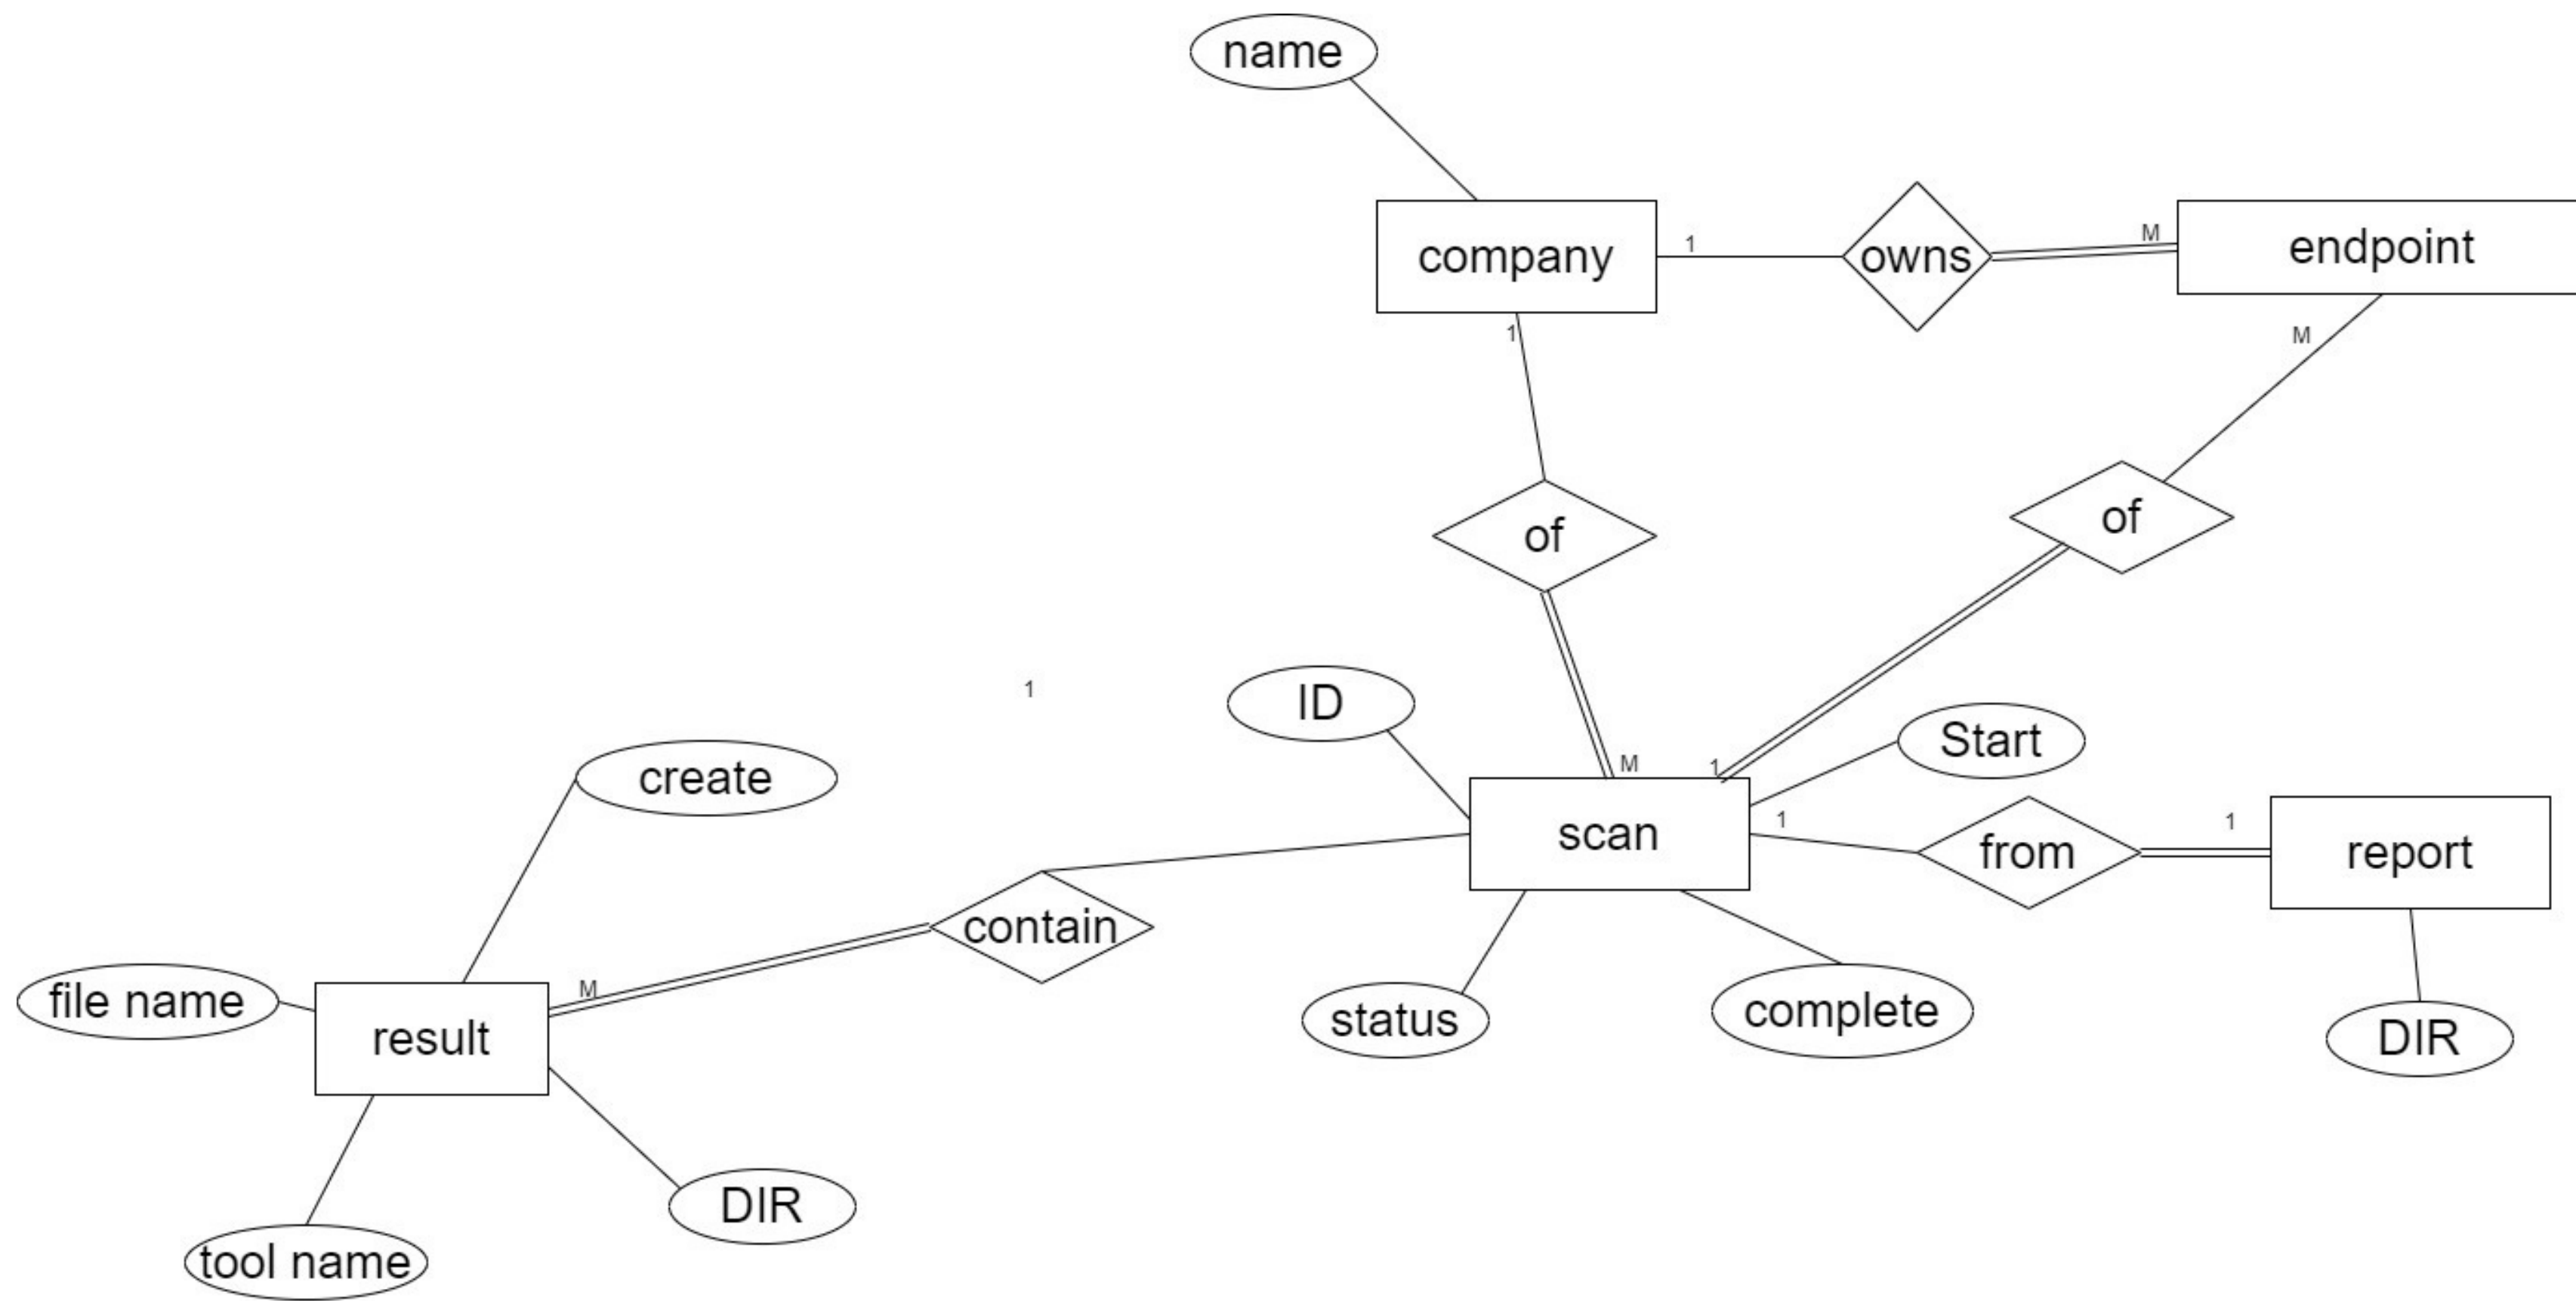 name
company
1
owns
M
endpoint
1
M
of
of
1
ID
M
1
Start
create
scan
1
from
1
report
contain
M
file name
result
status
complete
DIR
DIR
tool name